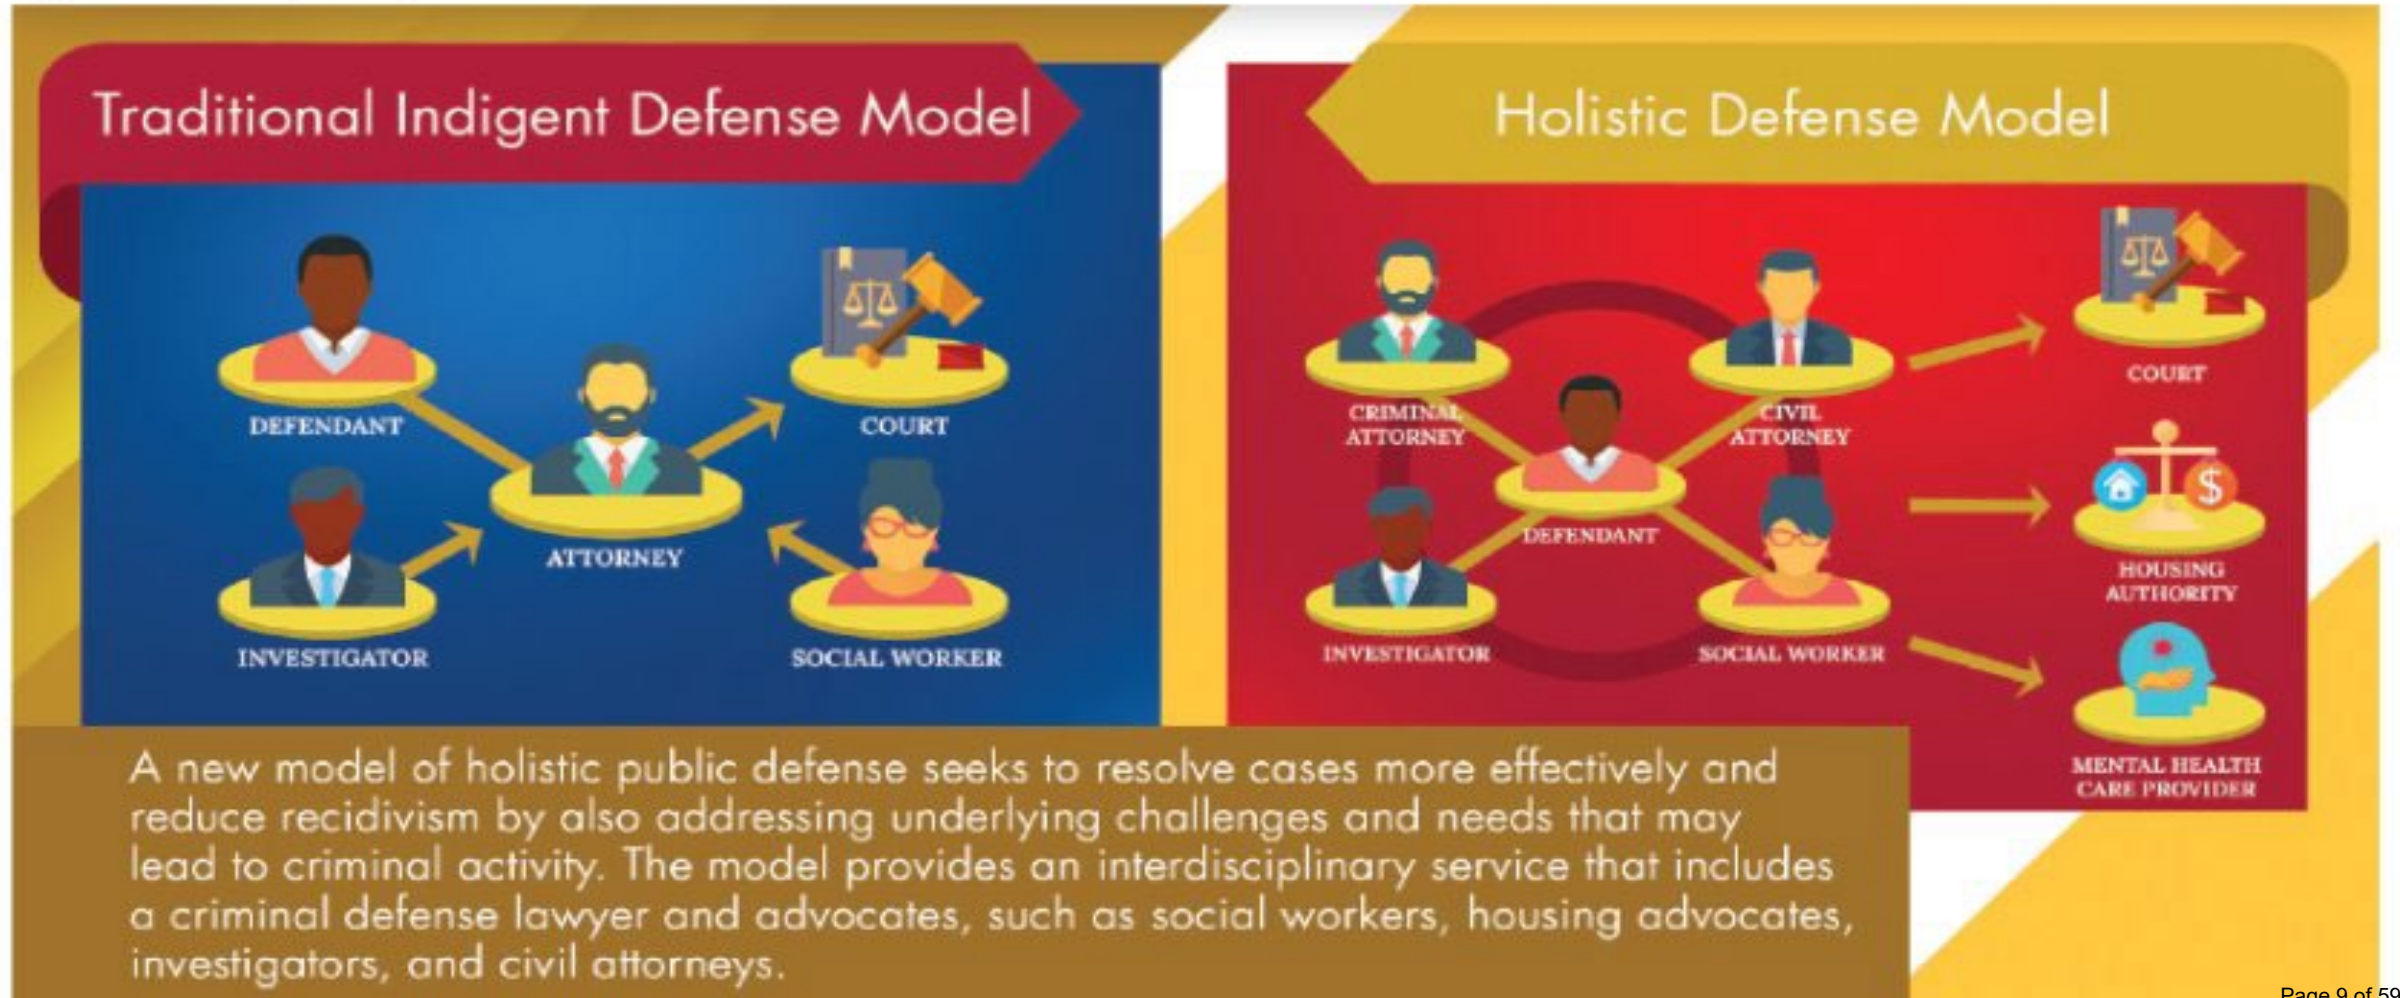 Traditional Indigent Defense Model
DEFENDANT
COURT
ATTORNEY
INVESTIGATOR
SOCIAL WORKER
Holistic Defense Model
CRIMINAL
ATTORNEY
CIVIL
ATTORNEY
DEFENDANT
INVESTIGATOR
SOCIAL WORKER
COURT
$
HOUSING
AUTHORITY
MENTAL HEALTH
CARE PROVIDER
A new model of holistic public defense seeks to resolve cases more effectively and
reduce recidivism by also addressing underlying challenges and needs that may
lead to criminal activity. The model provides an interdisciplinary service that includes
a criminal defense lawyer and advocates, such as social workers, housing advocates,
investigators, and civil attorneys.
Page 9 of 59